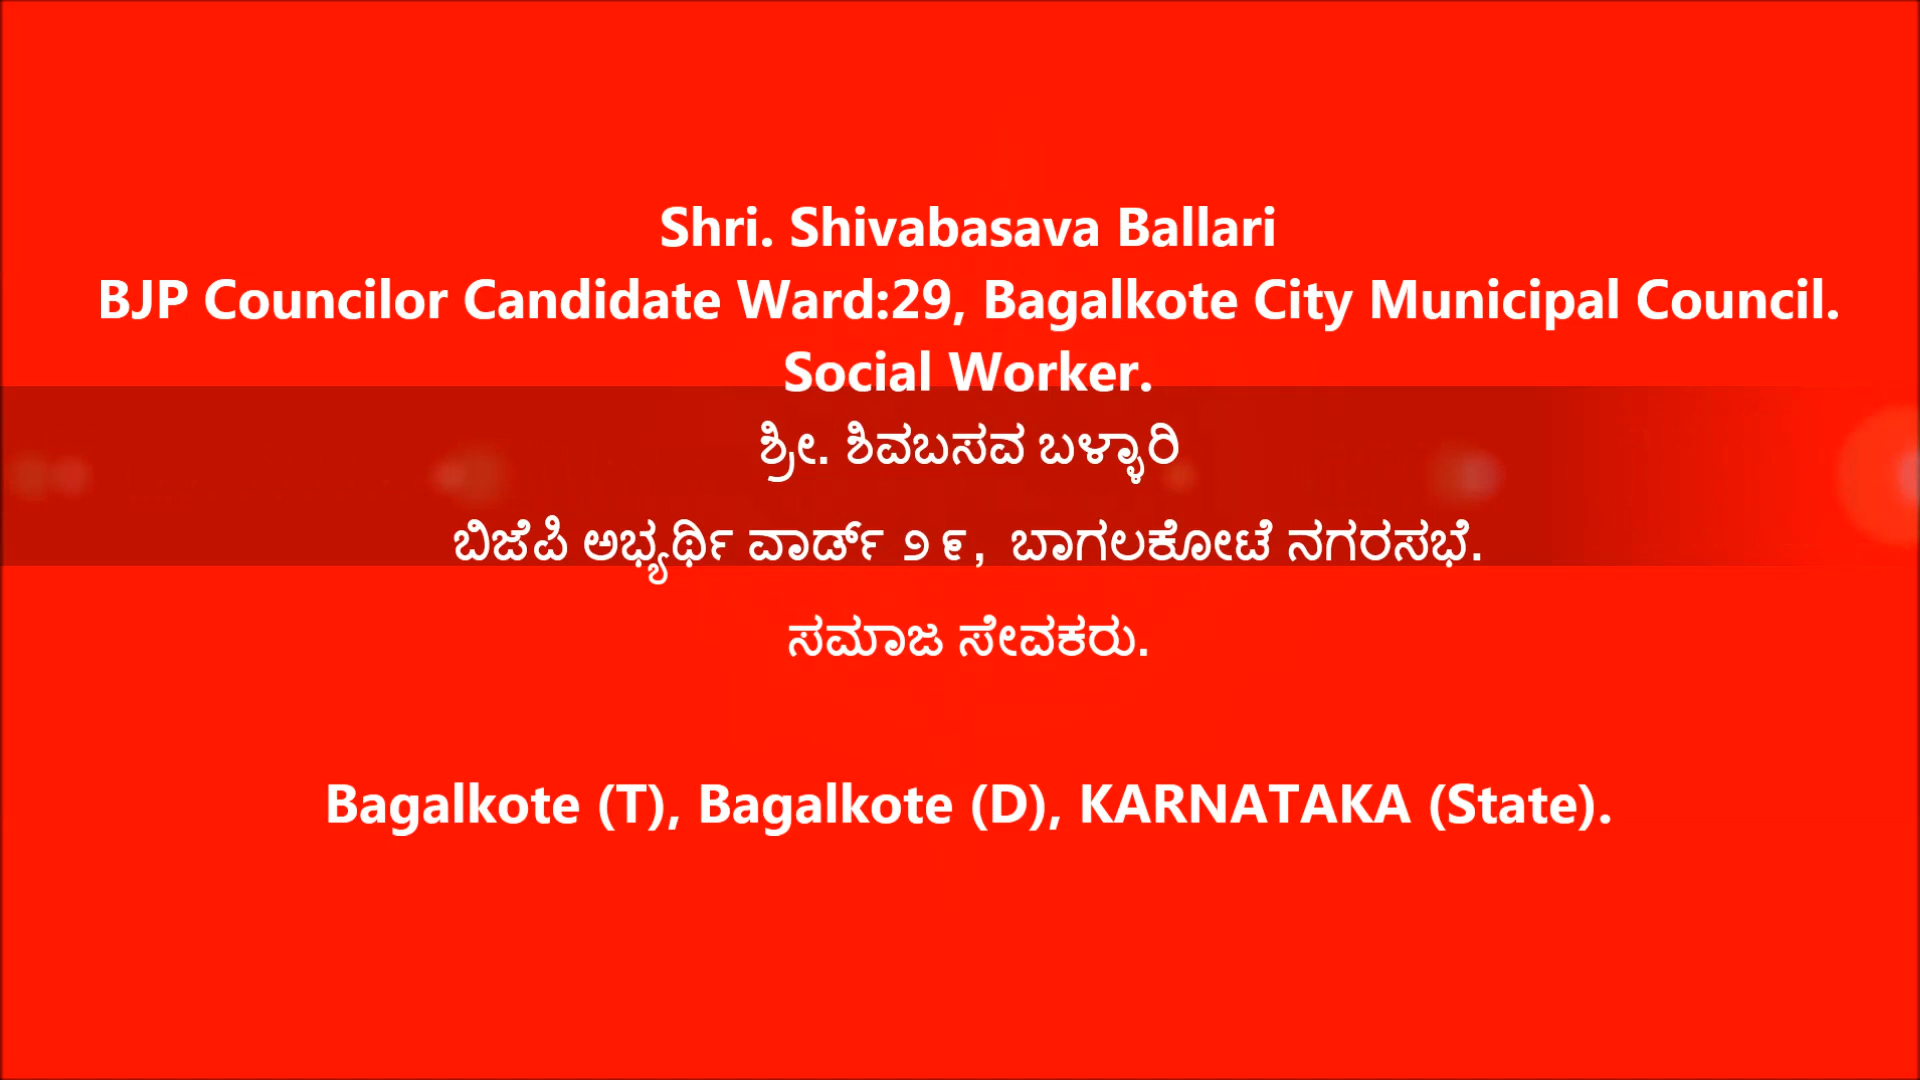 Shri. Shivabasava Ballari
BJP Councilor Candidate Ward:29, Bagalkote City Municipal Council.
Social Worker.
ಶ್ರೀ. ಶಿವಬಸವ ಬಳ್ಳಾರಿ
ಬಿಜೆಪಿ ಅಭ್ಯರ್ಥಿ ವಾರ್ಡ್ ೨೯, ಬಾಗಲಕೋಟೆ ನಗರಸಭೆ.
ಸಮಾಜ ಸೇವಕರು.
Bagalkote (T), Bagalkote (D), KARNATAKA (State).